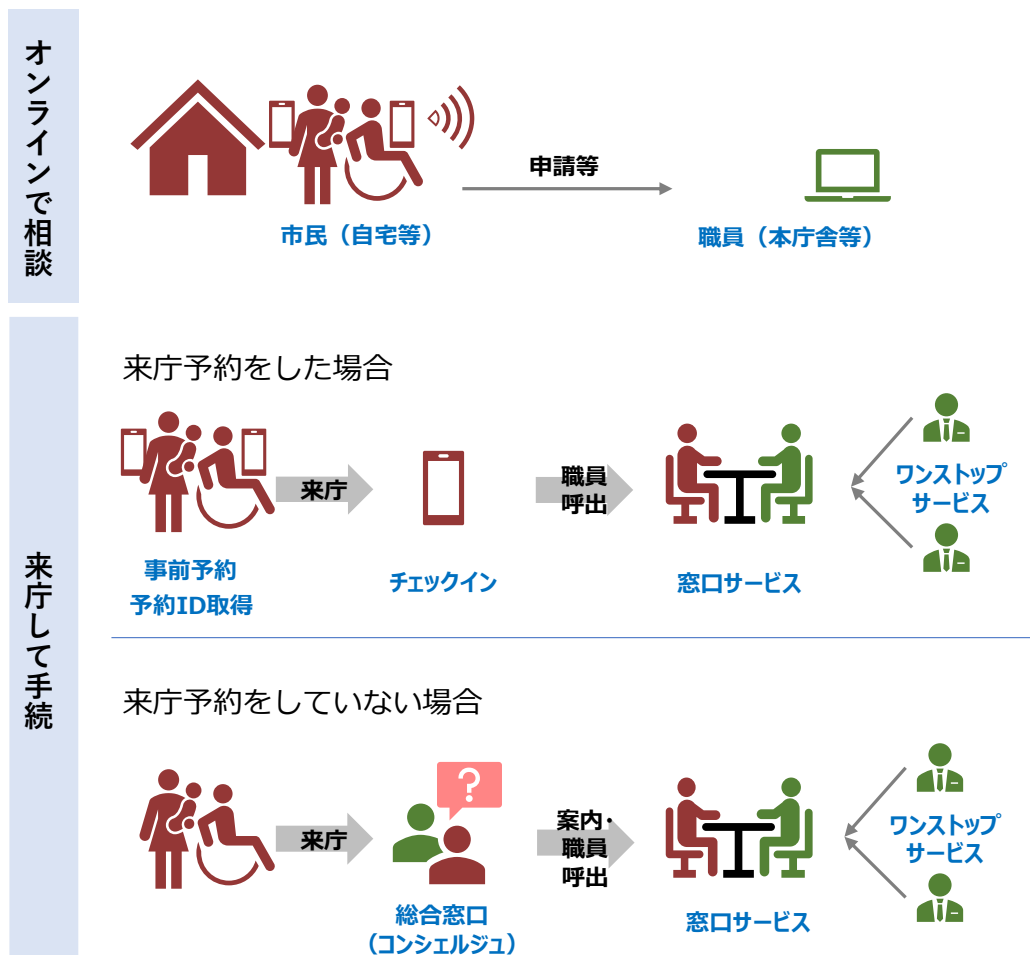 オンラインで相談
申請等
市民（自宅等）
職員（本庁舎等）
来庁して手続
来庁予約をした場合
来庁
職員
呼出
ワンストップ
サービス
事前予約
予約ID取得
チェックイン
窓口サービス
来庁予約をしていない場合
?
来庁
案内・
職員
呼出
ワンストップ
サービス
総合窓口
（コンシェルジュ）
窓口サービス